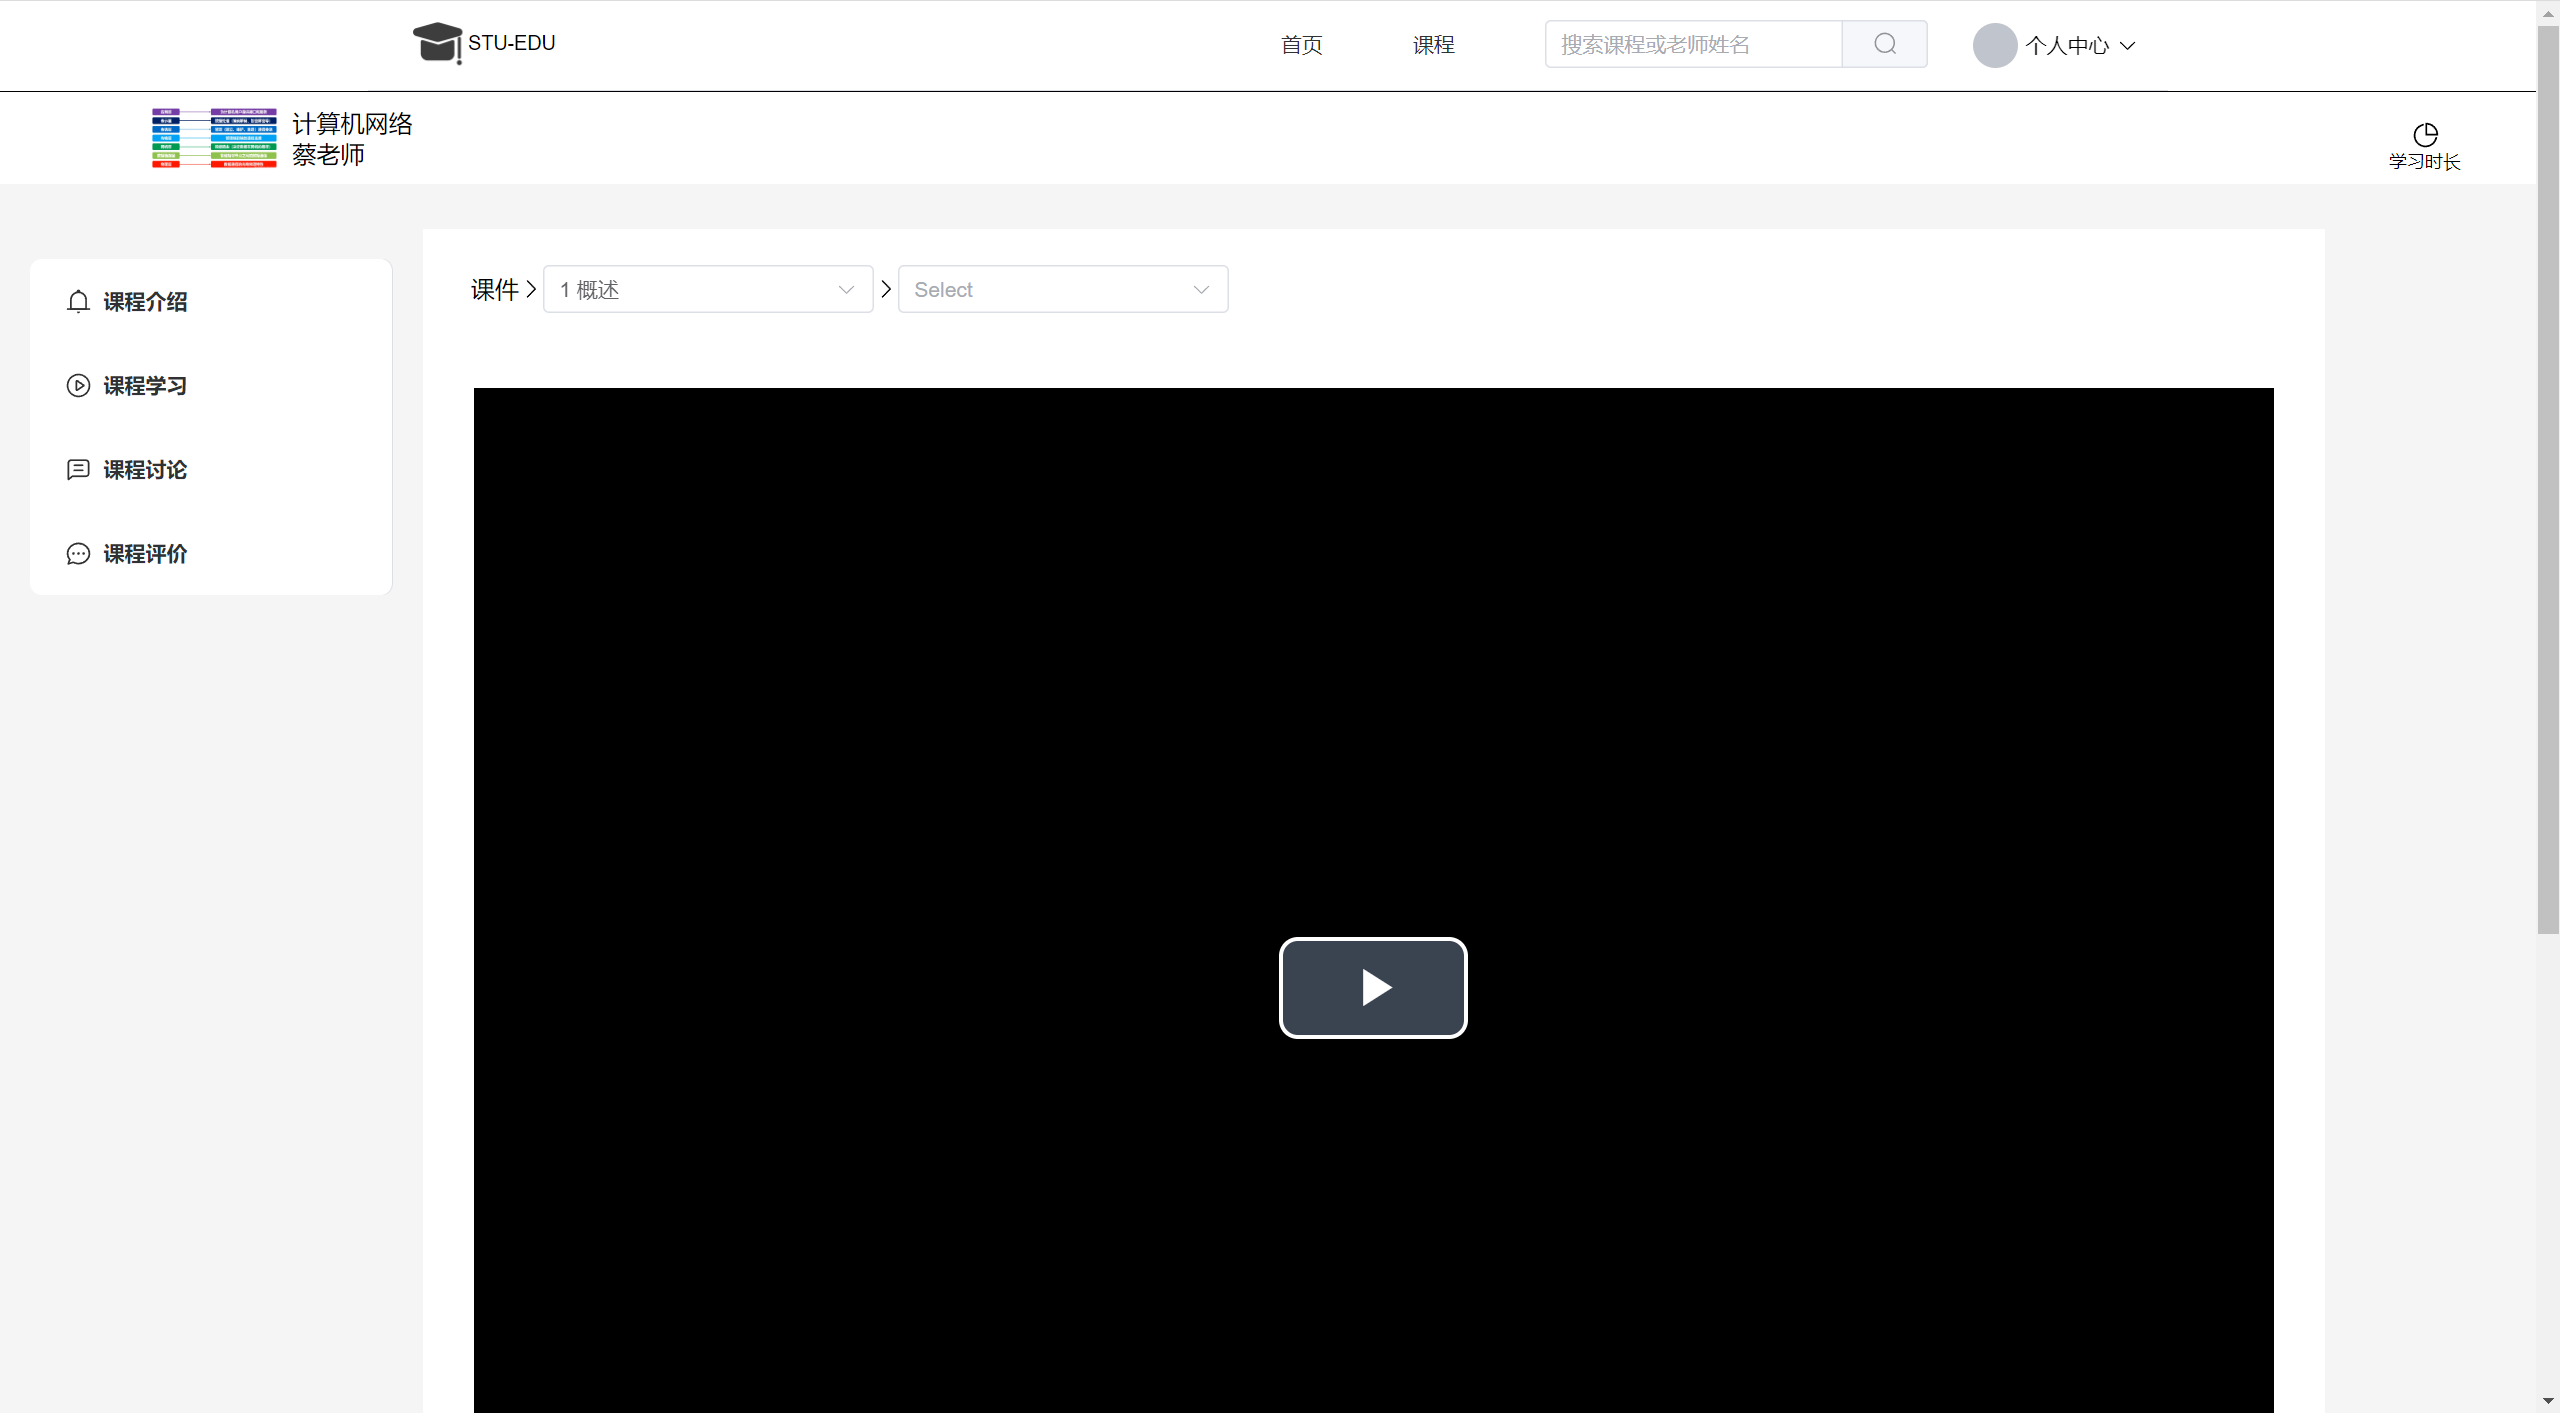 STU-EDU
首页
课程
搜索课程或老师姓名
个人中心
计算机网络
蔡老师
学习时长
课程介绍
课程学习
课程讨论
课程评价
课件
1 概述
Select